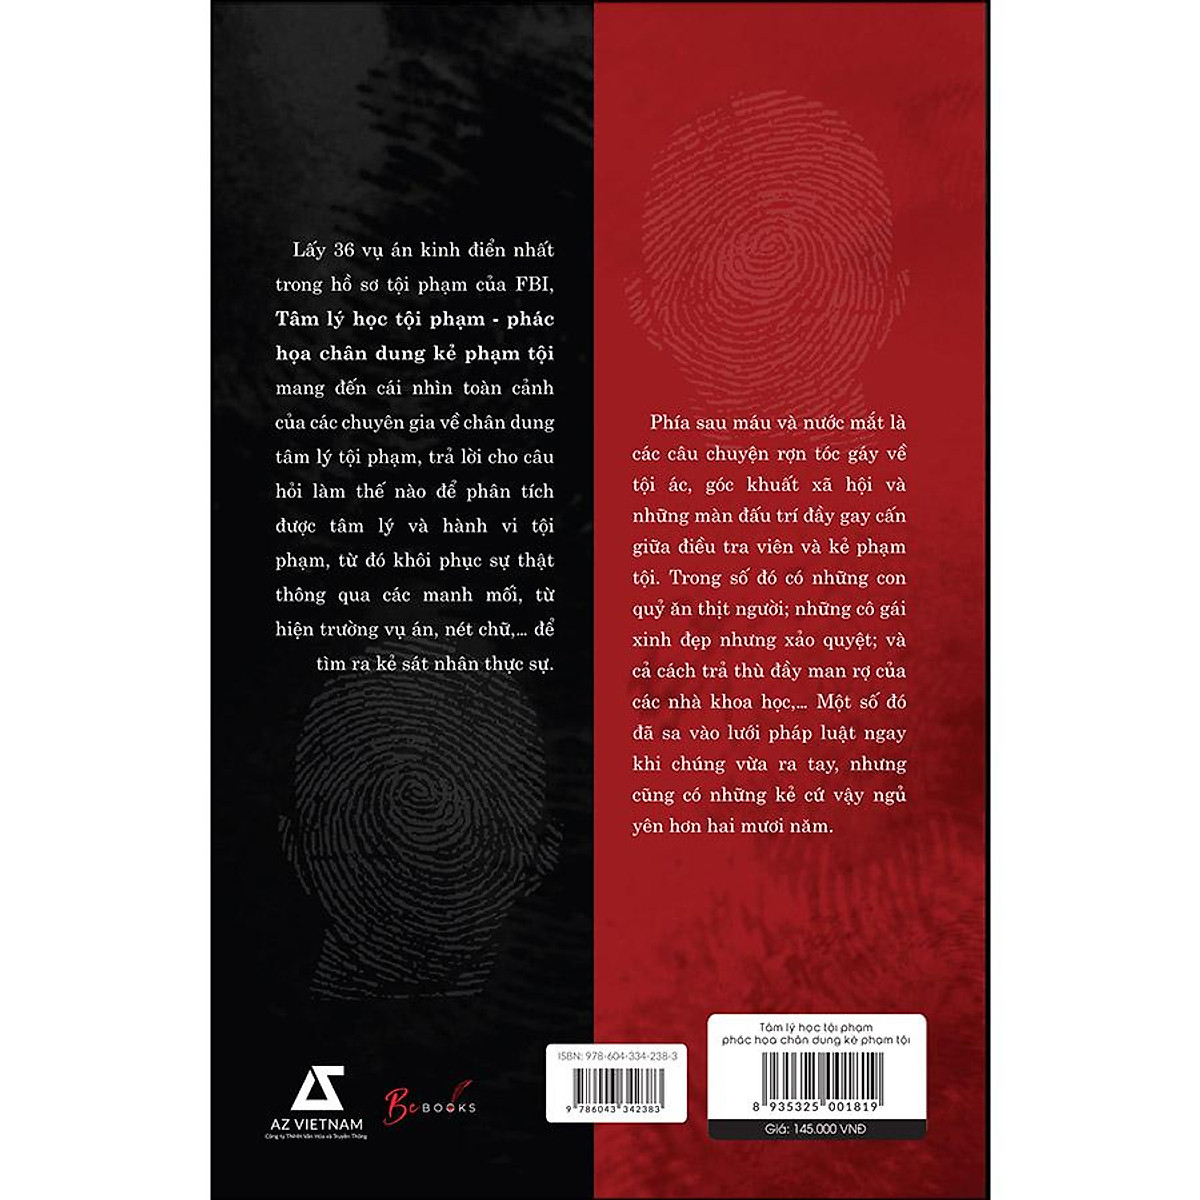 Lấy 36 vụ án kinh điển nhất
trong hồ sơ tội phạm của FBI,
Tâm lý học tội phạm - phác
họa chân dung kẻ phạm tội
mang đến cái nhìn toàn cảnh
của các chuyên gia về chân dung
tâm lý tội phạm, trả lời cho câu
hỏi làm thế nào để phân tích
được tâm lý và hành vi tội
phạm, từ đó khôi phục sự thật
thông qua các manh mối, từ
hiện trường vụ án, nét chữ,... để
tìm ra kẻ sát nhân thực sự.
Phía sau máu và nước mắt là
các câu chuyện rợn tóc gáy về
tội ác, góc khuất xã hội và
những màn đấu trí đầy gay cấn
giữa điều tra viên và kẻ phạm
tội. Trong số đó có những con
quỷ ăn thịt người; những cô gái
xinh đẹp nhưng xảo quyệt; và
cả cách trả thù đầy man rợ của
các nhà khoa học,... Một số đó
đã sa vào lưới pháp luật ngay
khi chúng vừa ra tay, nhưng
cũng có những kẻ cứ vậy ngủ
yên hơn hai mươi năm.
AZ VIETNAM
Công ty TNHH Văn Hóa và Truyền Thông
BcBOOKS
ISBN: 978-604-334-238-3
9 786043 342383
Tâm lý học tội phạm
phác họa chân dung kẻ phạm tội
8 935325 001819
Giá: 145.000 VNĐ